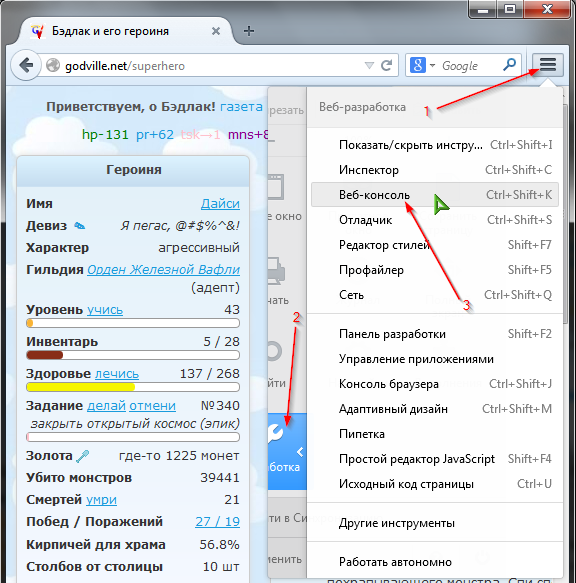 Бэдлак и его героиня
godville.net/superhero
Google
Приветствуем, о Бэдлак! газета
hp-131 pr+62 tsk→1 mns+8
Героиня
Имя Дайси
Девиз Я пегас, @#$%^&!
Характер агрессивный
Гильдия Орден Железной Вафли
(адепт)
Уровень учись 43
Инвентарь 5 / 28
Здоровье лечись 137 / 268
Задание делай отмени №340
закрыть открытый космос (эпик)
Золота где-то 1225 монет
Убито монстров 39441
Смертей умри 21
Побед / Поражений 27 / 19
Кирпичей для храма 56.8%
Столбов от столицы 10 шт
1
2
3
Веб-разработка
Показать/скрыть инстру... Ctrl+Shift+I
Инспектор Ctrl+Shift+C
Веб-консоль Ctrl+Shift+K
Отладчик Ctrl+Shift+S
Редактор стилей Shift+F7
Профайлер Shift+F5
Сеть Ctrl+Shift+Q
Панель разработки Shift+F2
Управление приложениями
Консоль браузера Ctrl+Shift+J
Адаптивный дизайн Ctrl+Shift+M
Пипетка
Простой редактор JavaScript Shift+F4
Исходный код страницы Ctrl+U
Другие инструменты
Работать автономно